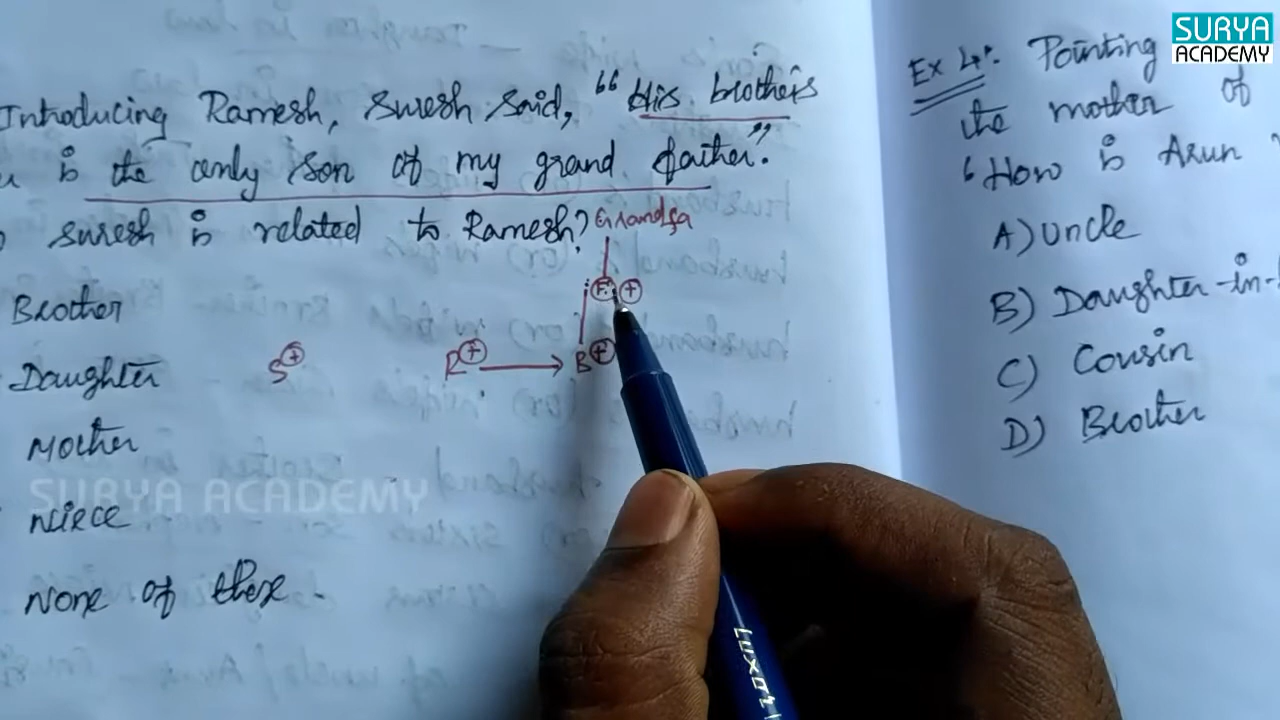 SURYA
ACADEMY
Introducing Ramesh, Suresh said, "His brother's
is the only son of my grand father."
Suresh is related to Ramesh?
Grandfa
F +
S+ R+ B+
Brother
Daughter
Mother
Niece
None of these.
SURYA ACADEMY
Ex 4: Pointing
the mother of
"How is Arun
A) Uncle
B) Daughter-in-
C) Cousin
D) Brother
LUXOR